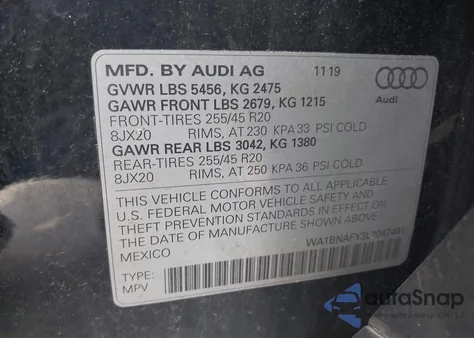 MFD. BY AUDI AG 11 19
GVWR LBS 5456, KG 2475
GAWR FRONT LBS 2679, KG 1215
FRONT-TIRES 255/45 R20
8JX20 RIMS, AT 230 KPA 33 PSI COLD
GAWR REAR LBS 3042, KG 1380
REAR-TIRES 255/45 R20
8JX20 RIMS, AT 250 KPA 36 PSI COLD
Audi
THIS VEHICLE CONFORMS TO ALL APPLICABLE
U.S. FEDERAL MOTOR VEHICLE SAFETY AND
THEFT PREVENTION STANDARDS IN EFFECT ON
THE DATE OF MANUFACTURE SHOWN ABOVE.
MEXICO
TYPE:
MPV
autoSnap